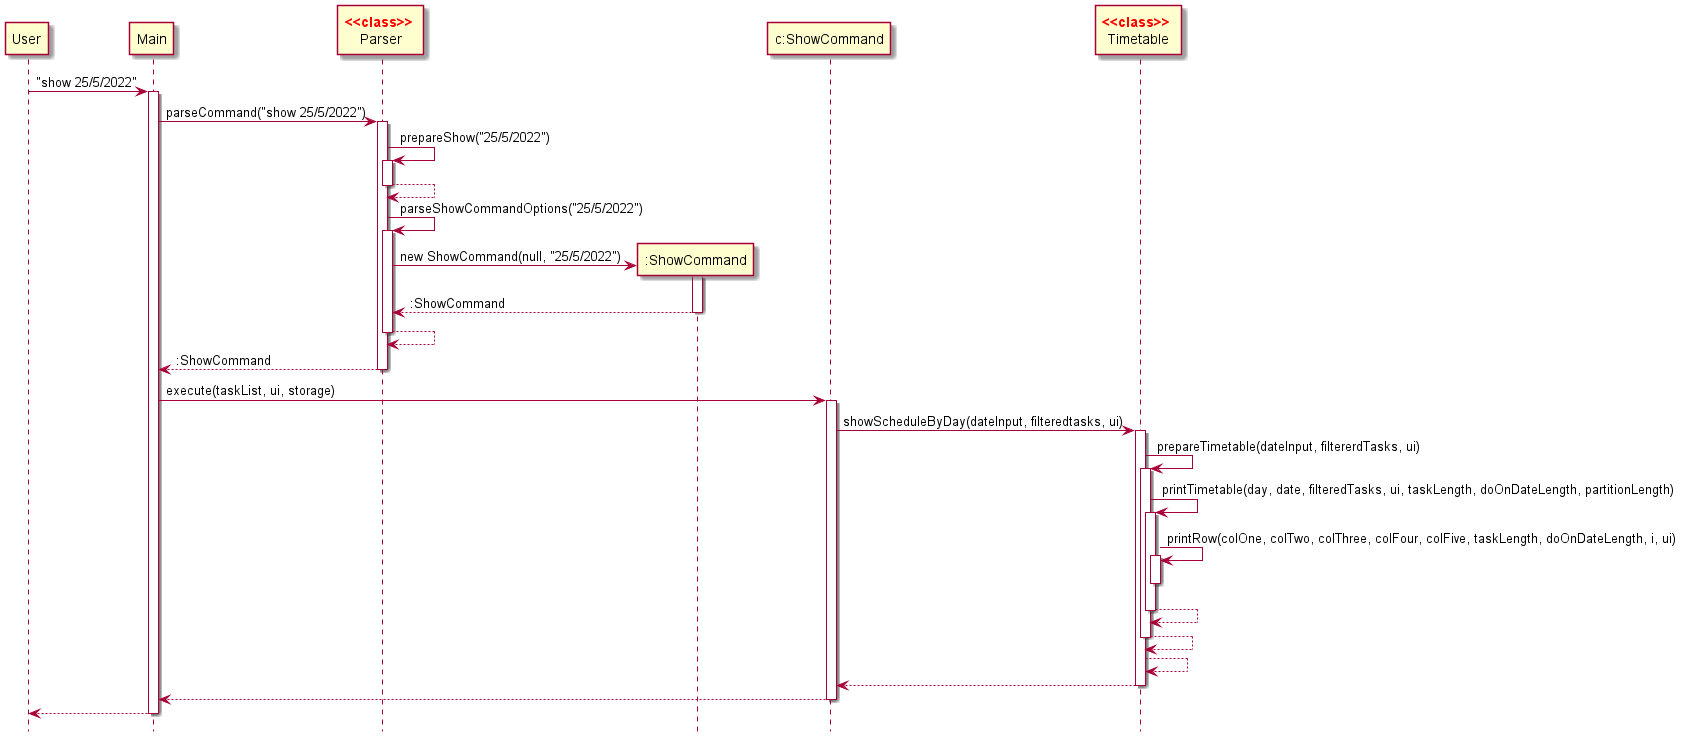 <<class>>
<<class>>
User
Main
Parser
c:ShowCommand
Timetable
"show 25/5/2022"
parseCommand("show 25/5/2022")
prepareShow("25/5/2022")
parseShowCommandOptions("25/5/2022")
new ShowCommand(null, "25/5/2022")
:ShowCommand
:ShowCommand
:ShowCommand
execute(taskList, ui, storage)
showScheduleByDay(dateInput, filteredtasks, ui)
prepareTimetable(dateInput, filtererdTasks, ui)
printTimetable(day, date, filteredTasks, ui, taskLength, doOnDateLength, partitionLength)
printRow(colOne, colTwo, colThree, colFour, colFive, taskLength, doOnDateLength, i, ui)